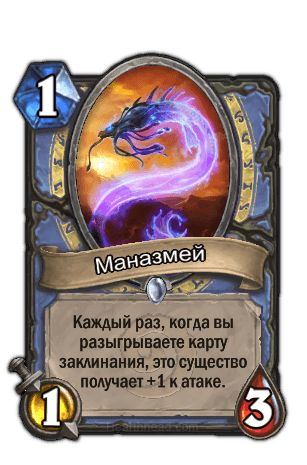 1
Маназмей
Каждый раз, когда вы
разыгрываете карту
заклинания, это существо
получает +1 к атаке.
1
3